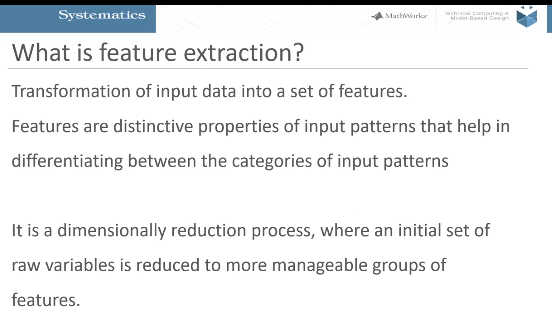 Systematics
MathWorks
Technical Computing &
Model-Based Design
What is feature extraction?
Transformation of input data into a set of features.
Features are distinctive properties of input patterns that help in
differentiating between the categories of input patterns
It is a dimensionally reduction process, where an initial set of
raw variables is reduced to more manageable groups of
features.